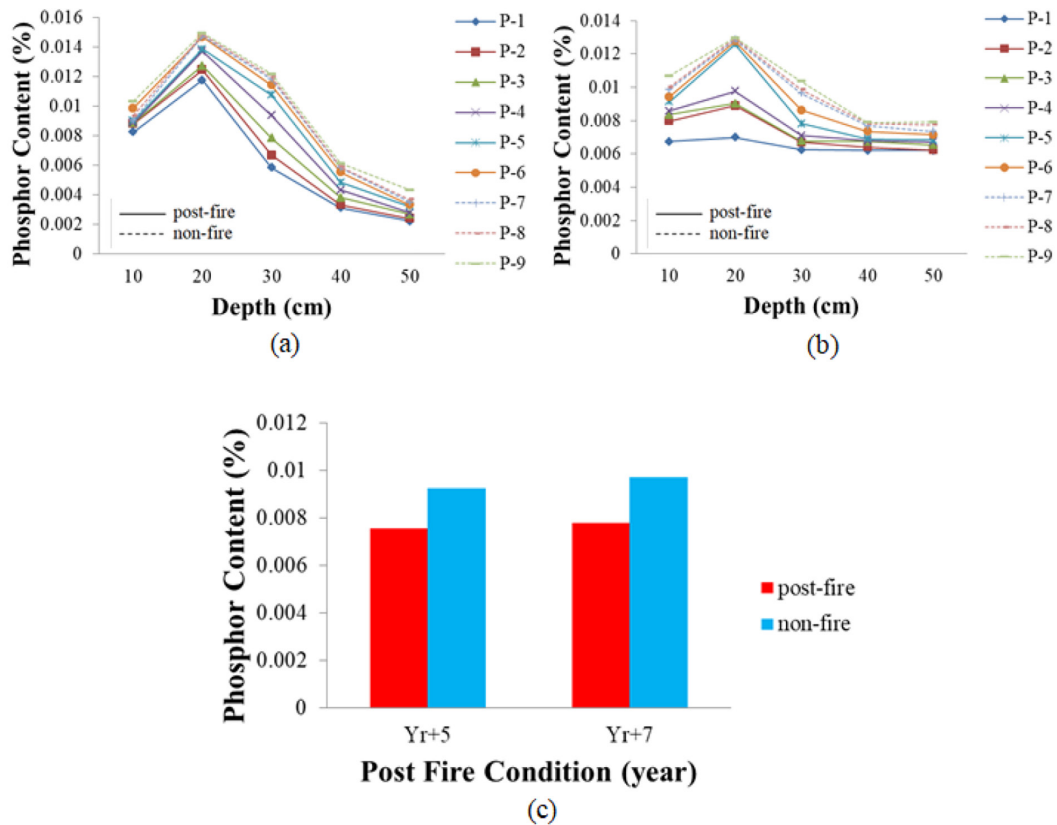 Phosphor Content (%)
0.016
0.014
0.012
0.01
0.008
0.006
0.004
0.002
0
post-fire
non-fire
10 20 30 40 50
Depth (cm)
P-1
P-2
P-3
P-4
P-5
P-6
P-7
P-8
P-9
(a)
Phosphor Content (%)
0.014
0.012
0.01
0.008
0.006
0.004
0.002
0
post-fire
non-fire
10 20 30 40 50
Depth (cm)
P-1
P-2
P-3
P-4
P-5
P-6
P-7
P-8
P-9
(b)
Phosphor Content (%)
0.012
0.01
0.008
0.006
0.004
0.002
0
Yr+5 Yr+7
Post Fire Condition (year)
post-fire
non-fire
(c)